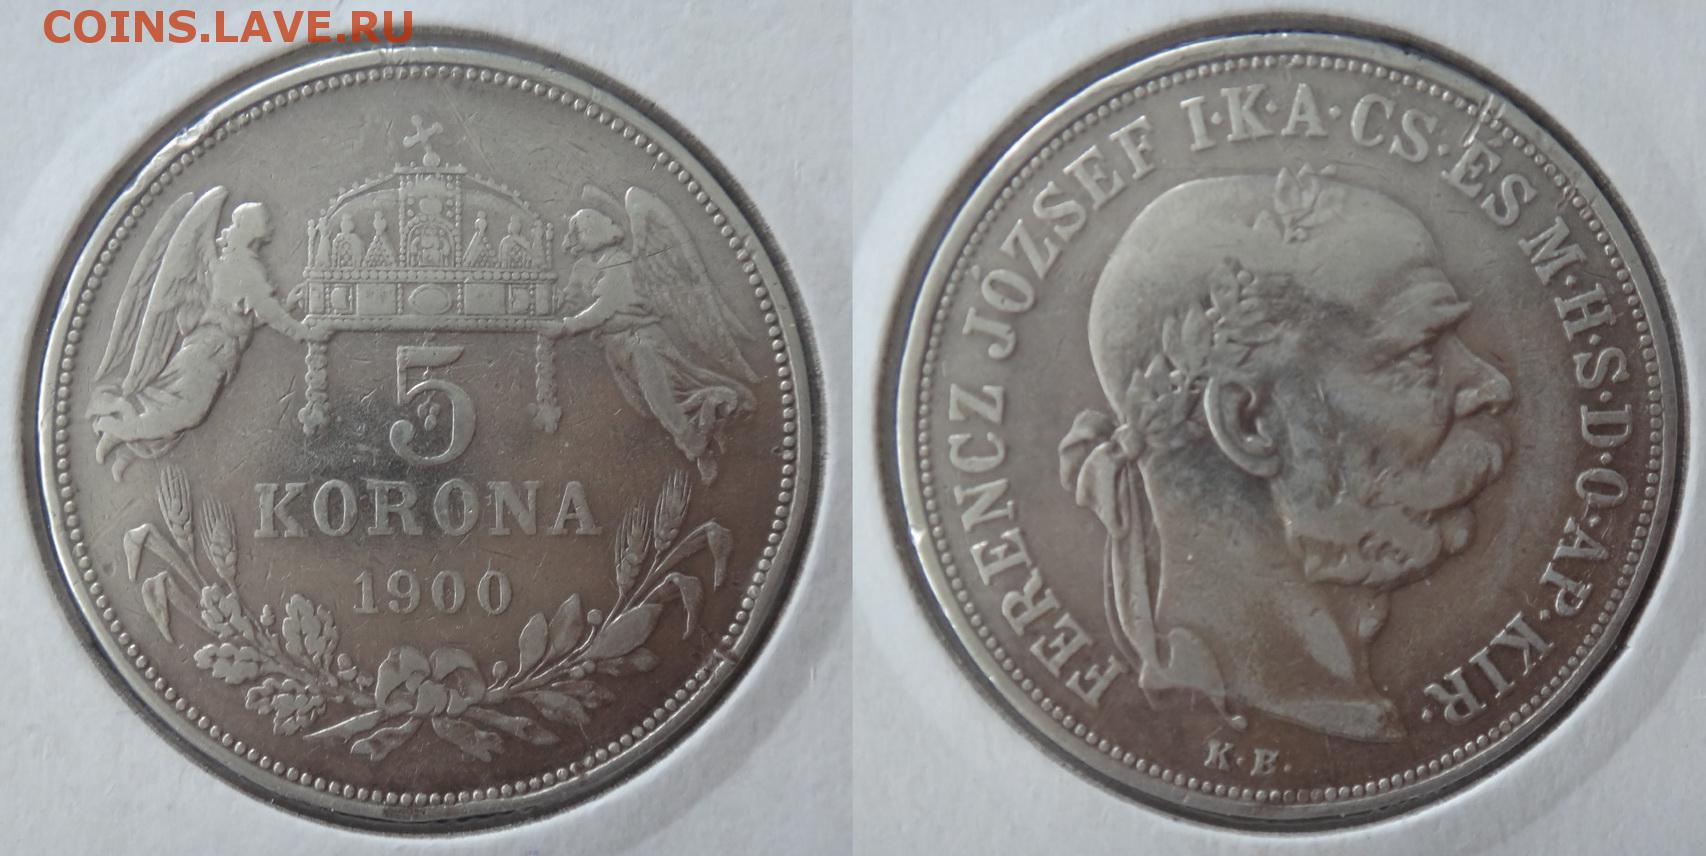 COINS.LAVE.RU
5
KORONA
1900
FERENCZ JÓZSEF I·K·A·CS·ÉS M·H·S·D·O·AP·KIR·
K·B·